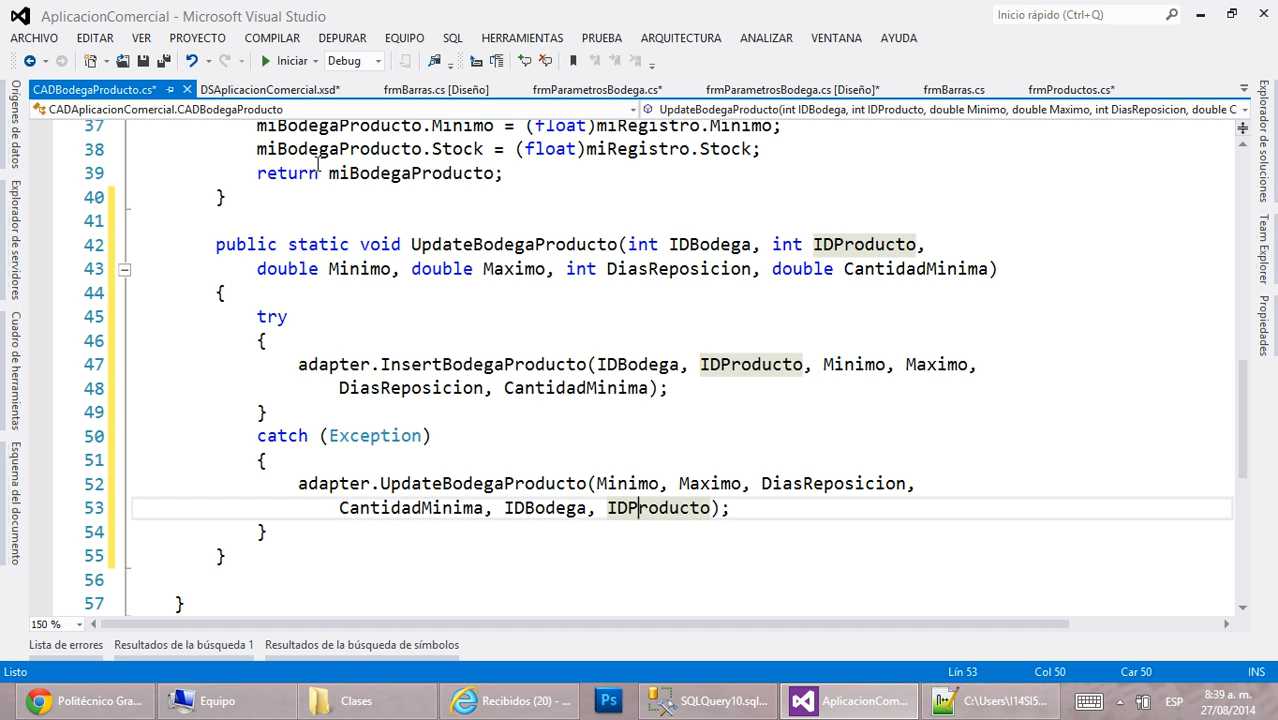 AplicacionComercial - Microsoft Visual Studio
Inicio rápido (Ctrl+Q)
ARCHIVO EDITAR VER PROYECTO COMPILAR DEPURAR EQUIPO SQL HERRAMIENTAS PRUEBA ARQUITECTURA ANALIZAR VENTANA AYUDA
Iniciar Debug
CADBodegaProducto.cs* DSAplicacionComercial.xsd* frmBarras.cs [Diseño] frmParametrosBodega.cs* frmParametrosBodega.cs [Diseño]* frmBarras.cs frmProductos.cs*
CADAplicacionComercial.CADBodegaProducto UpdateBodegaProducto(int IDBodega, int IDProducto, double Minimo, double Maximo, int DiasReposicion, double C
37 miBodegaProducto.Minimo = (float)miRegistro.Minimo;
38 miBodegaProducto.Stock = (float)miRegistro.Stock;
39 return miBodegaProducto;
40 }
41
42 public static void UpdateBodegaProducto(int IDBodega, int IDProducto,
43 double Minimo, double Maximo, int DiasReposicion, double CantidadMinima)
44 {
45 try
46 {
47 adapter.InsertBodegaProducto(IDBodega, IDProducto, Minimo, Maximo,
48 DiasReposicion, CantidadMinima);
49 }
50 catch (Exception)
51 {
52 adapter.UpdateBodegaProducto(Minimo, Maximo, DiasReposicion,
53 CantidadMinima, IDBodega, IDProducto);
54 }
55 }
56
57 }
150 %
Orígenes de datos
Explorador de servidores
Cuadro de herramientas
Esquema del documento
Explorador de soluciones
Team Explorer
Propiedades
Lista de errores Resultados de la búsqueda 1 Resultados de la búsqueda de símbolos
Listo Lín 53 Col 50 Car 50 INS
Politécnico Gra... Equipo Clases Recibidos (20) - ... Ps SQLQuery10.sql... AplicacionCom... C:\Users\I14SI5... ESP 8:39 a. m.
27/08/2014